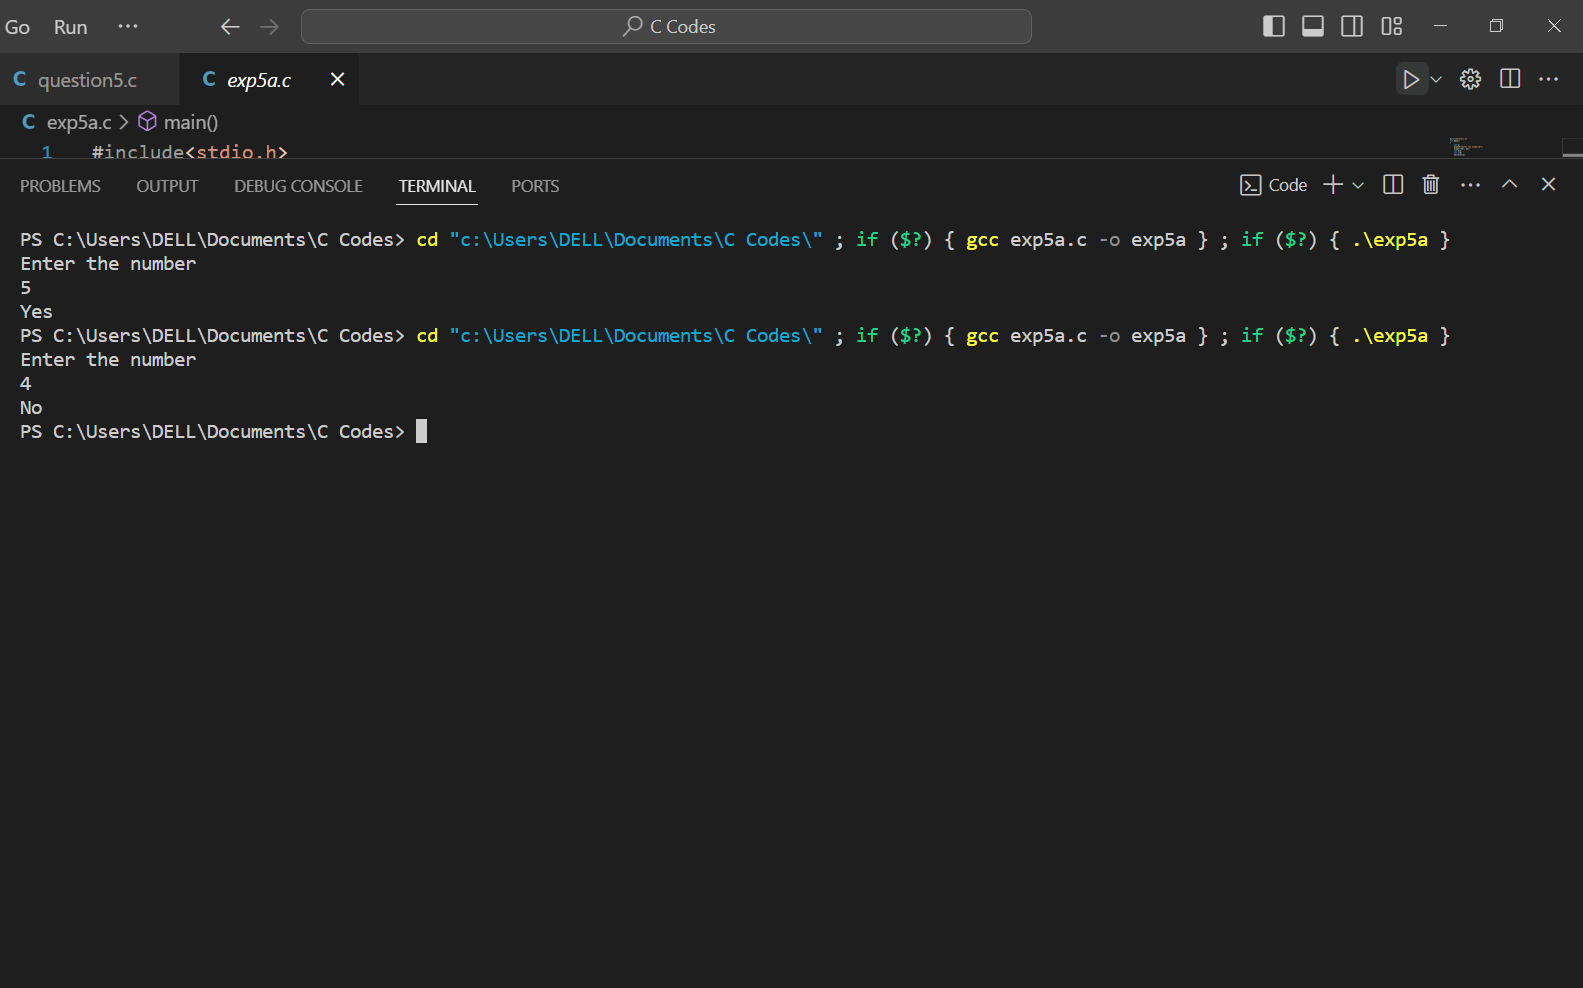 Go Run ··· C Codes
C question5.c C exp5a.c
C exp5a.c > main()
1 #include<stdio.h>
PROBLEMS OUTPUT DEBUG CONSOLE TERMINAL PORTS Code
PS C:\Users\DELL\Documents\C Codes> cd "c:\Users\DELL\Documents\C Codes\" ; if ($?) { gcc exp5a.c -o exp5a } ; if ($?) { .\exp5a }
Enter the number
5
Yes
PS C:\Users\DELL\Documents\C Codes> cd "c:\Users\DELL\Documents\C Codes\" ; if ($?) { gcc exp5a.c -o exp5a } ; if ($?) { .\exp5a }
Enter the number
4
No
PS C:\Users\DELL\Documents\C Codes>